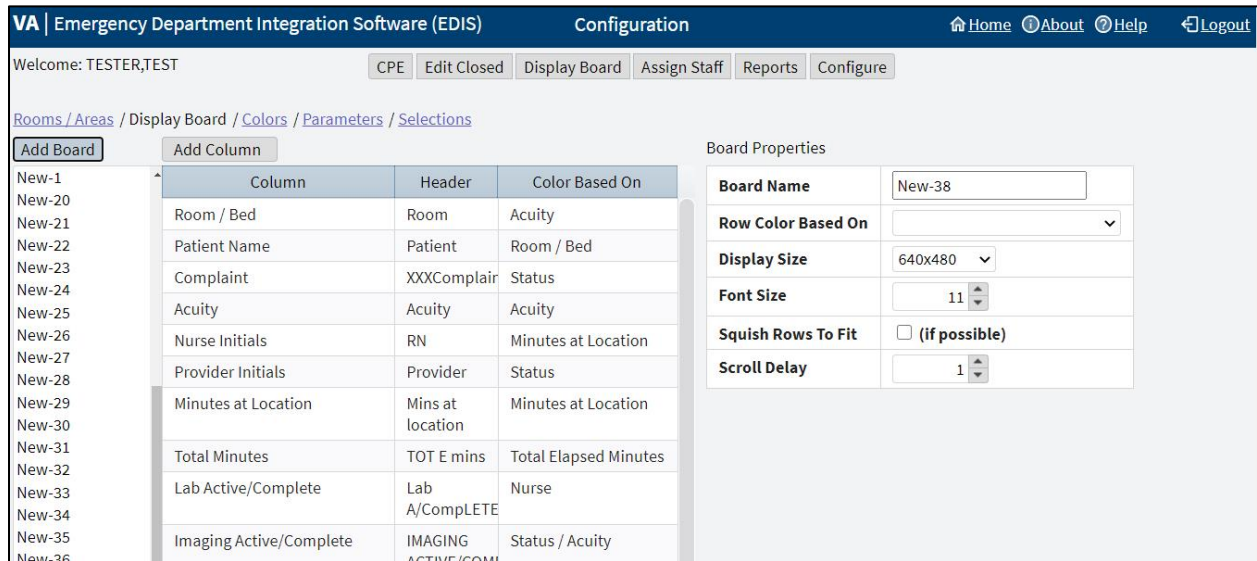 VA | Emergency Department Integration Software (EDIS) Configuration Home About Help Logout
Welcome: TESTER,TEST CPE Edit Closed Display Board Assign Staff Reports Configure
Rooms / Areas / Display Board / Colors / Parameters / Selections
Add Board Add Column Board Properties
New-1
New-20
New-21
New-22
New-23
New-24
New-25
New-26
New-27
New-28
New-29
New-30
New-31
New-32
New-33
New-34
New-35
New-36
Column Header Color Based On
Room / Bed Room Acuity
Patient Name Patient Room / Bed
Complaint XXXComplain Status
Acuity Acuity Acuity
Nurse Initials RN Minutes at Location
Provider Initials Provider Status
Minutes at Location Mins at Minutes at Location
location
Total Minutes TOT E mins Total Elapsed Minutes
Lab Active/Complete Lab Nurse
A/CompLETE
Imaging Active/Complete IMAGING Status / Acuity
ACTIVE/COM
Board Name New-38
Row Color Based On
Display Size 640x480
Font Size 11
Squish Rows To Fit (if possible)
Scroll Delay 1